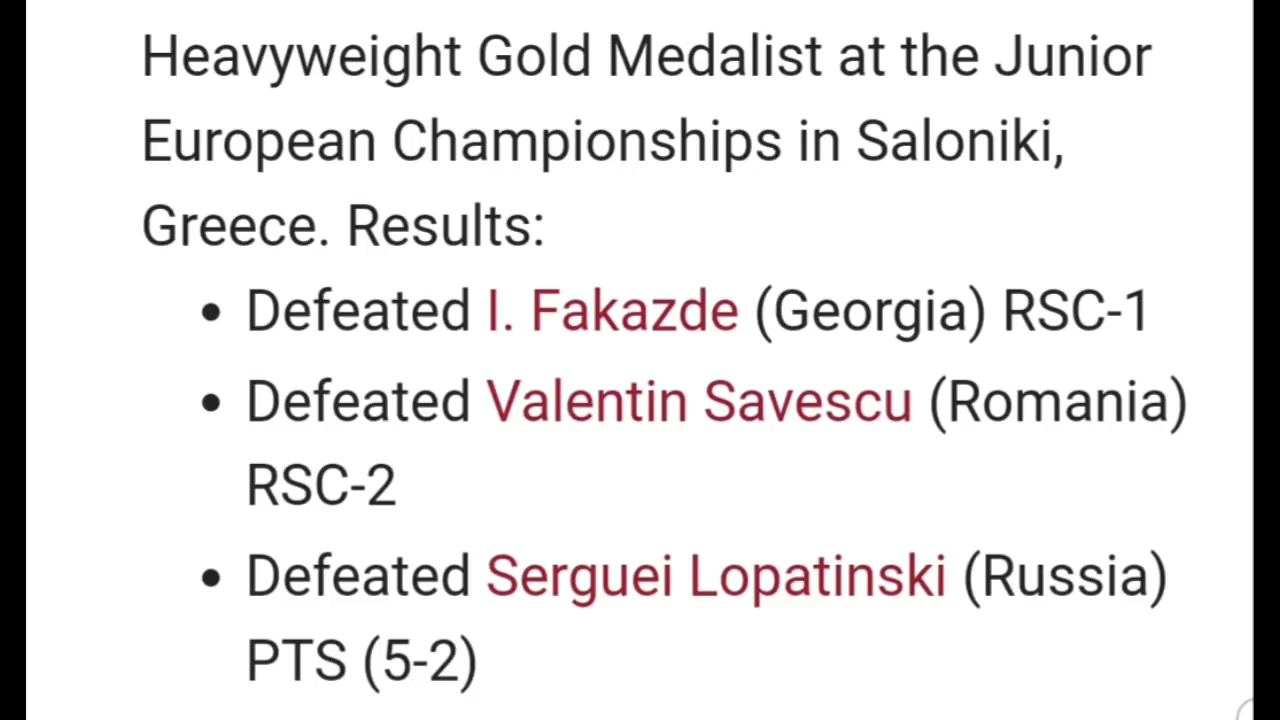 Heavyweight Gold Medalist at the Junior
European Championships in Saloniki,
Greece. Results:
• Defeated I. Fakazde (Georgia) RSC-1
• Defeated Valentin Savescu (Romania)
RSC-2
• Defeated Serguei Lopatinski (Russia)
PTS (5-2)